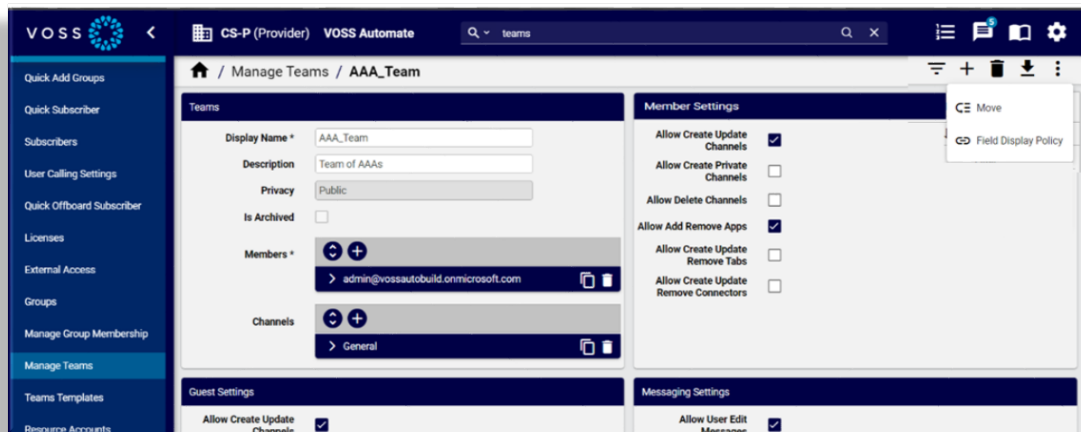 VOSS
CS-P (Provider) VOSS Automate
teams
5
Quick Add Groups
Quick Subscriber
Subscribers
User Calling Settings
Quick Offboard Subscriber
Licenses
External Access
Groups
Manage Group Membership
Manage Teams
Teams Templates
Resource Accounts
/ Manage Teams / AAA_Team
Move
Field Display Policy
Teams
Display Name *
AAA_Team
Description
Team of AAAs
Privacy
Public
Is Archived
Members *
admin@vossautobuild.onmicrosoft.com
Channels
General
Member Settings
Allow Create Update
Channels
Allow Create Private
Channels
Allow Delete Channels
Allow Add Remove Apps
Allow Create Update
Remove Tabs
Allow Create Update
Remove Connectors
Guest Settings
Allow Create Update
Channels
Messaging Settings
Allow User Edit
Messages